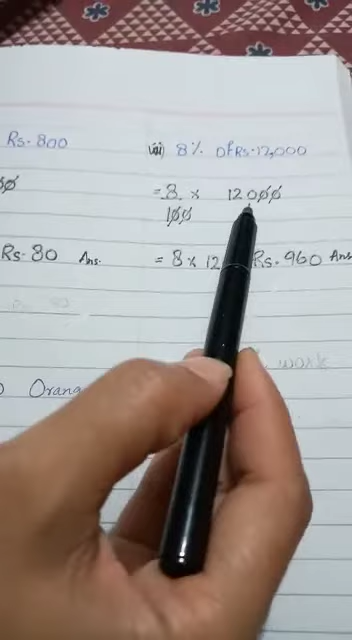 Rs. 800
viii) 8% Of Rs. 12,000
= 8 × 12000
100
Rs. 80 Ans.
= 8 × 12 Rs. 960 Ans
work
Orang